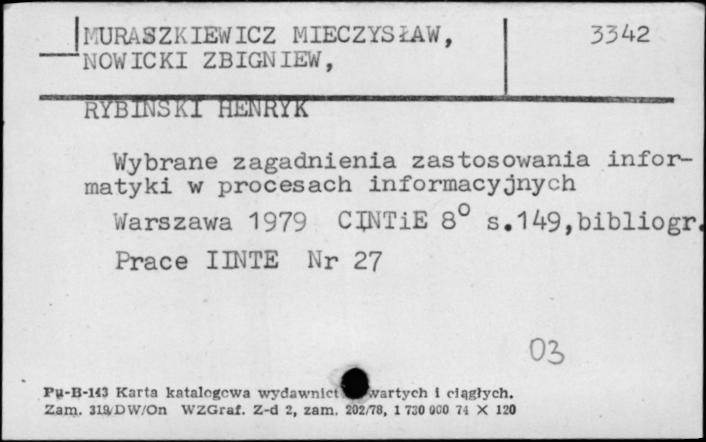 MURASZKIEWICZ MIECZYSŁAW, 3342
NOWICKI ZBIGNIEW,
RYBIŃSKI HENRYK
Wybrane zagadnienia zastosowania infor-
matyki w procesach informacyjnych
Warszawa 1979 CINTiE 8° s.149,bibliogr.
Prace IINTE Nr 27
03
Pu-B-143 Karta katalogowa wydawnict wartych i ciągłych.
Zam. 319/DW/On WZGraf. Z-d 2, zam. 202/78, 1 730 000 74 X 120